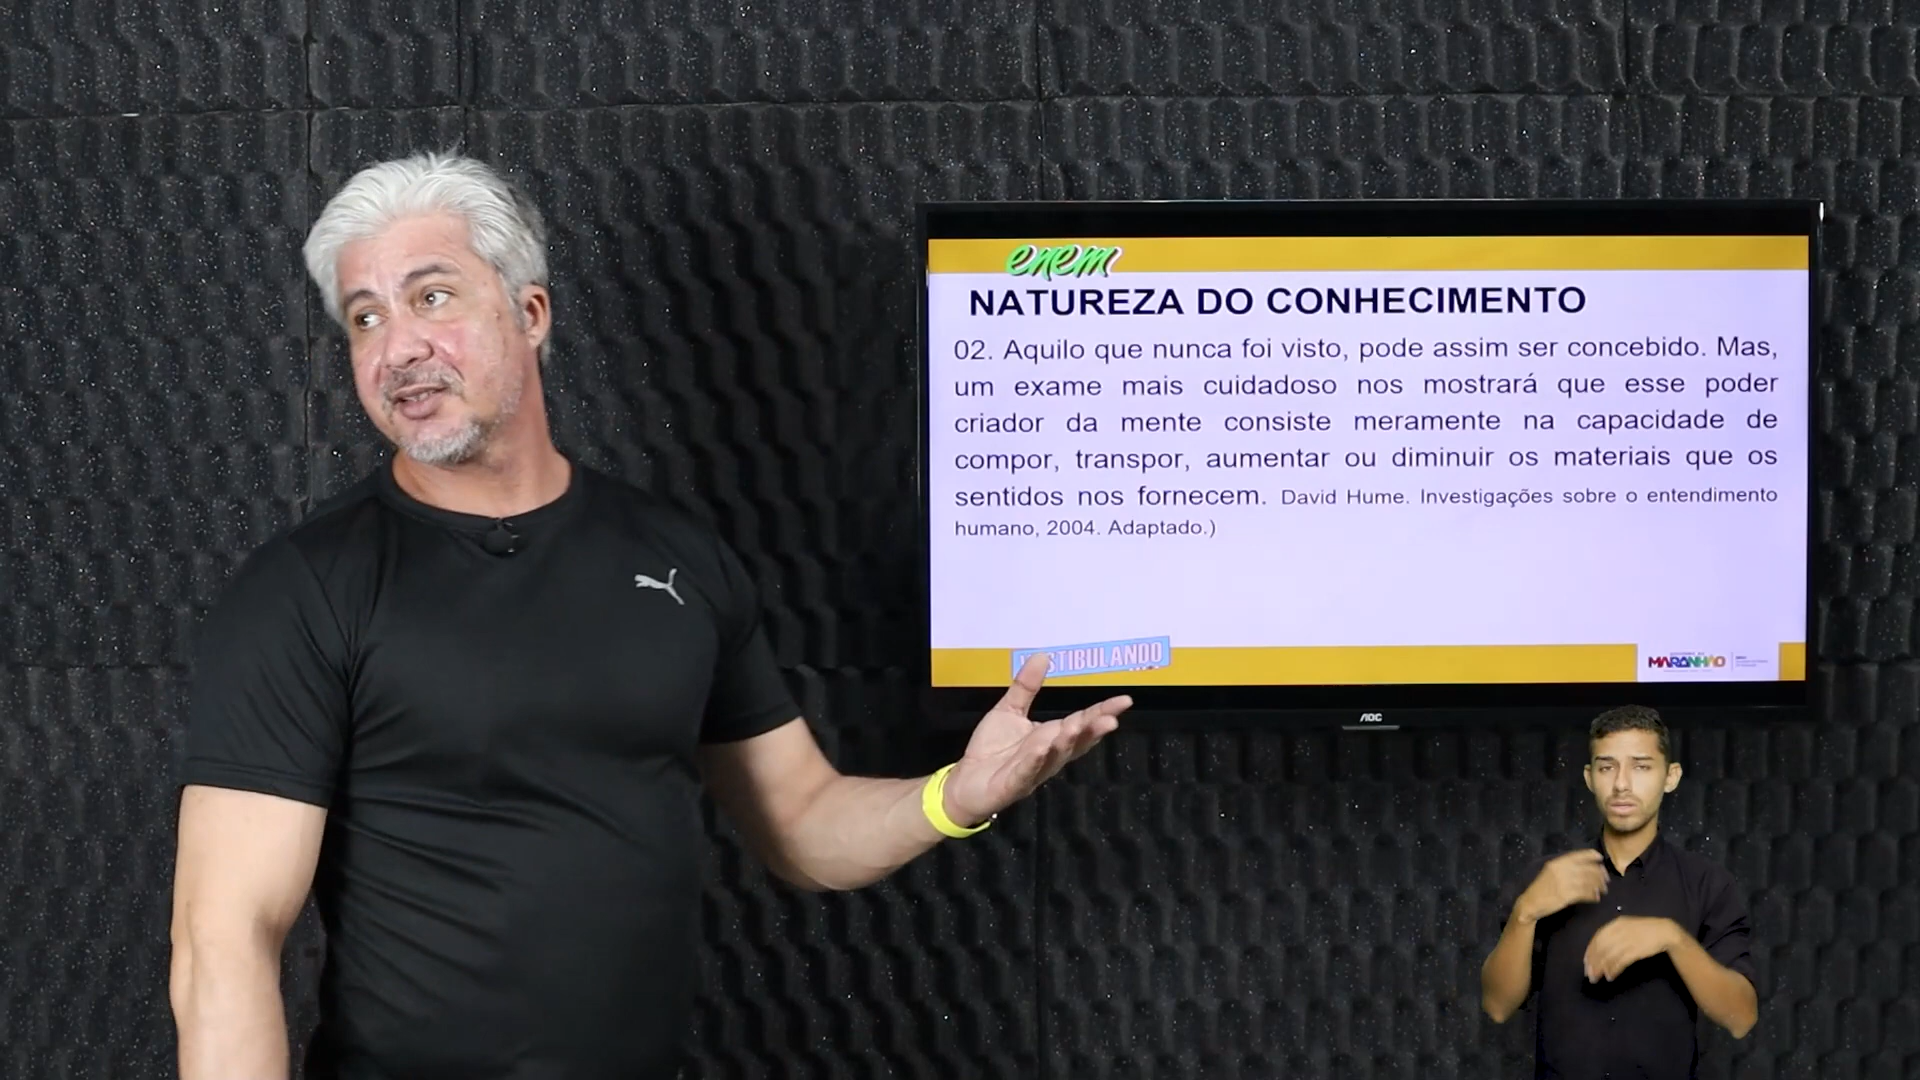 enem
NATUREZA DO CONHECIMENTO
02. Aquilo que nunca foi visto, pode assim ser concebido. Mas,
um exame mais cuidadoso nos mostrará que esse poder
criador da mente consiste meramente na capacidade de
compor, transpor, aumentar ou diminuir os materiais que os
sentidos nos fornecem. David Hume. Investigações sobre o entendimento
humano, 2004. Adaptado.)
VESTIBULANDO
MARANHÃO
AOC